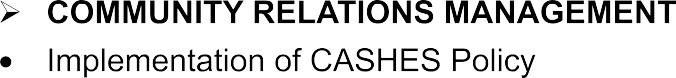 ➢ COMMUNITY RELATIONS MANAGEMENT
• Implementation of CASHES Policy